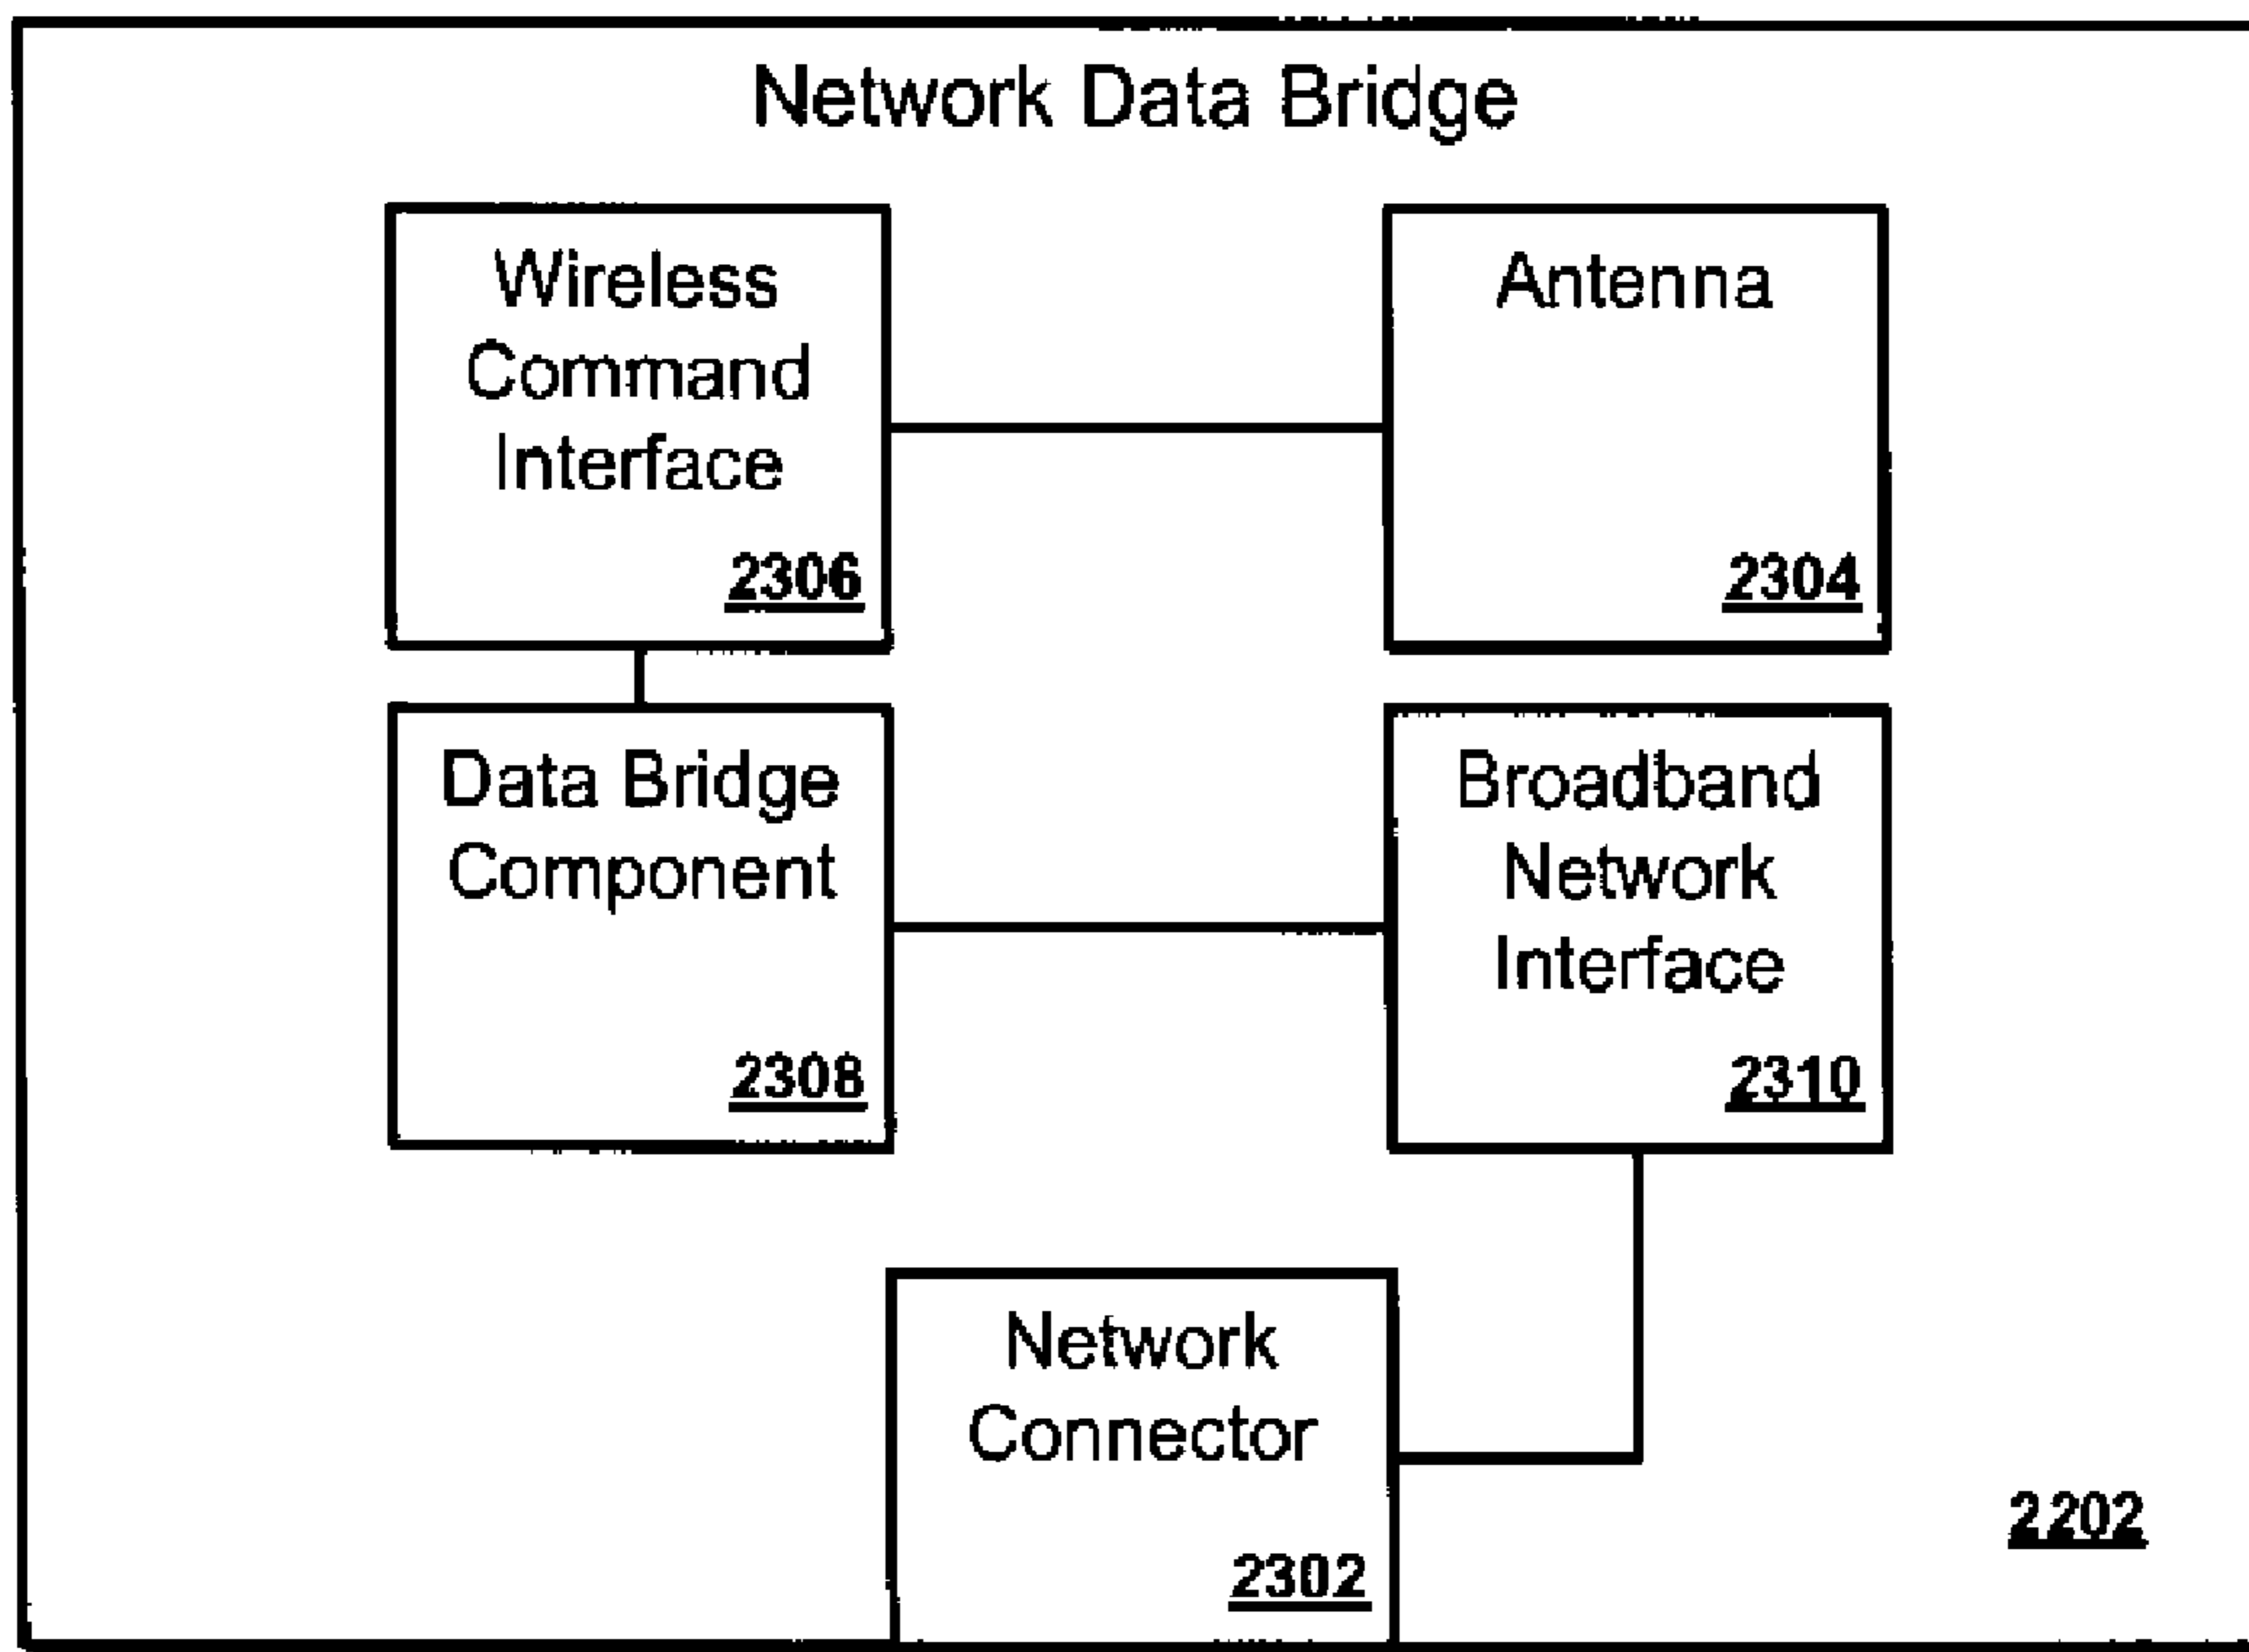 Network Data Bridge
Wireless
Command
Interface
2306
Antenna
2304
Data Bridge
Component
2308
Broadband
Network
Interface
2310
Network
Connector
2302
2202